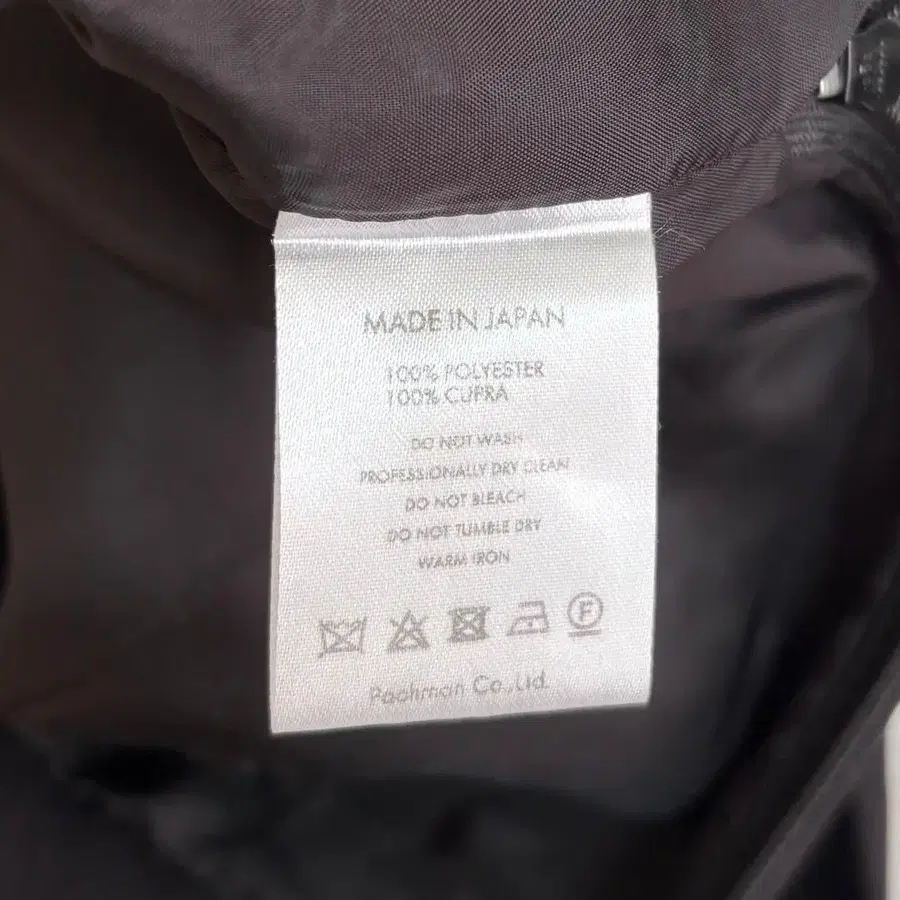 MADE IN JAPAN
100% POLYESTER
100% CUPRA
DO NOT WASH
PROFESSIONALLY DRY CLEAN
DO NOT BLEACH
DO NOT TUMBLE DRY
WARM IRON
F
Pachman Co.,Ltd.